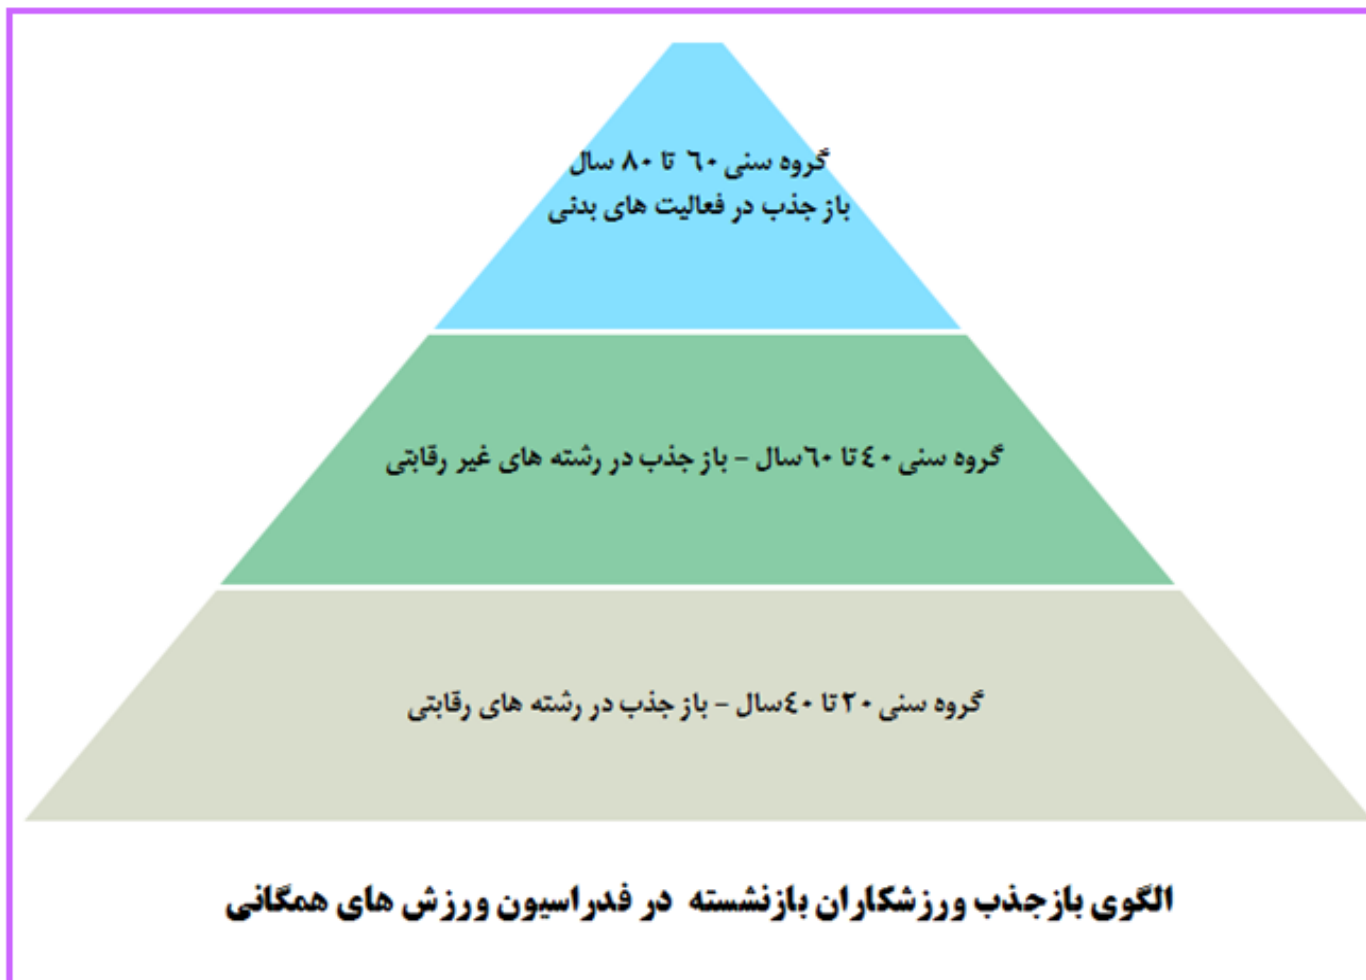 گروه سنی ٦٠ تا ٨٠ سال
باز جذب در فعالیت های بدنی
گروه سنی ٤٠ تا ٦٠سال - باز جذب در رشته های غیر رقابتی
گروه سنی ٢٠ تا ٤٠سال - باز جذب در رشته های رقابتی
الگوی بازجذب ورزشکاران بازنشسته در فدراسیون ورزش های همگانی